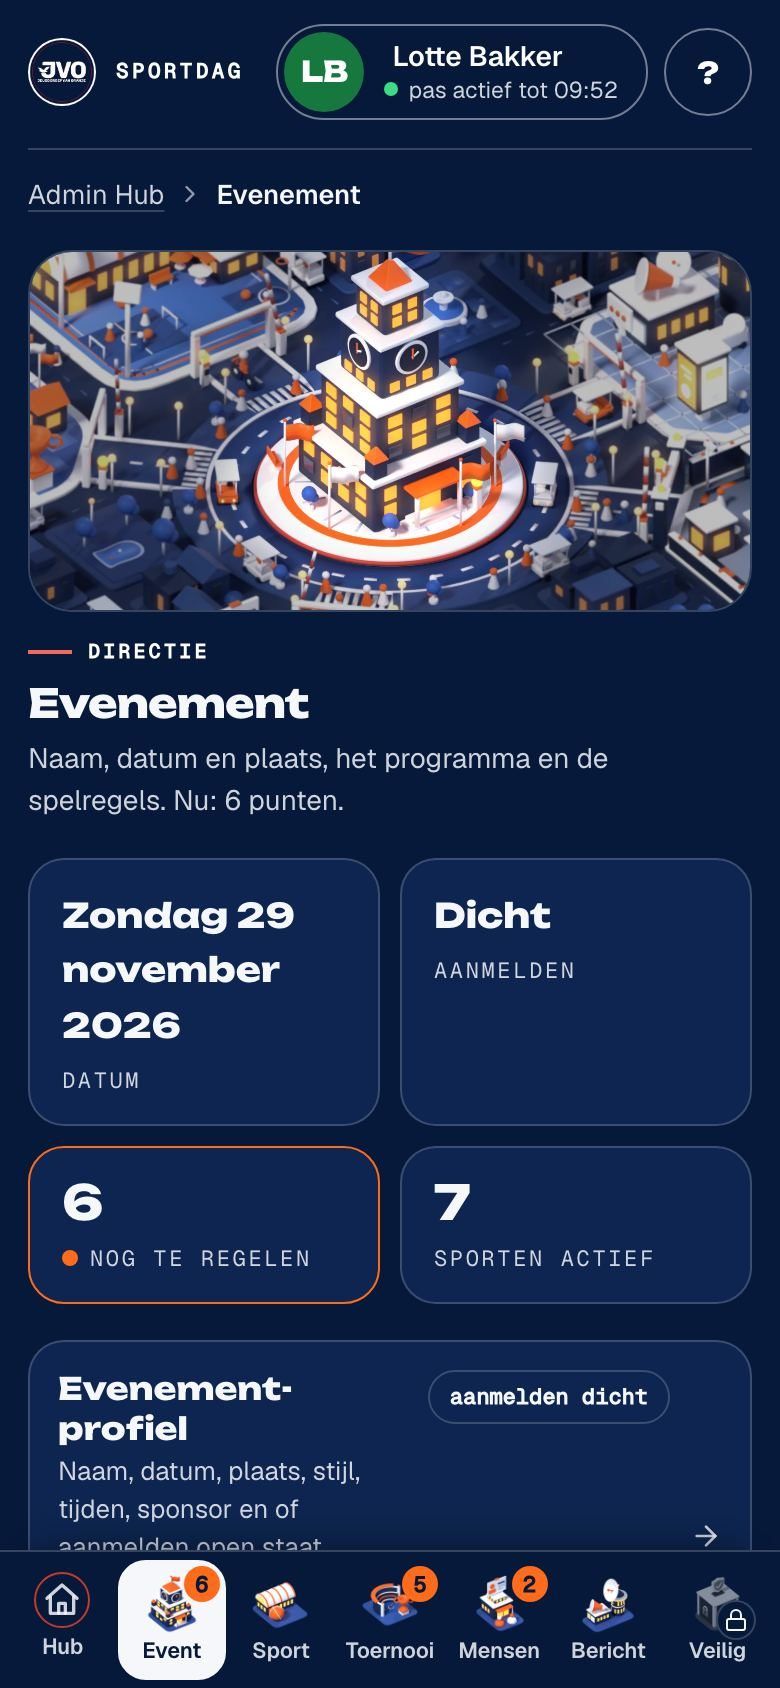 JVO
SPORTDAG
LB
Lotte Bakker
pas actief tot 09:52
?
Admin Hub > Evenement
DIRECTIE
Evenement
Naam, datum en plaats, het programma en de
spelregels. Nu: 6 punten.
Zondag 29
november
2026
DATUM
Dicht
AANMELDEN
6
NOG TE REGELEN
7
SPORTEN ACTIEF
Evenement-
profiel
aanmelden dicht
Naam, datum, plaats, stijl,
tijden, sponsor en of
aanmelden open staat
Hub
6
Event
Sport
5
Toernooi
2
Mensen
Bericht
Veilig